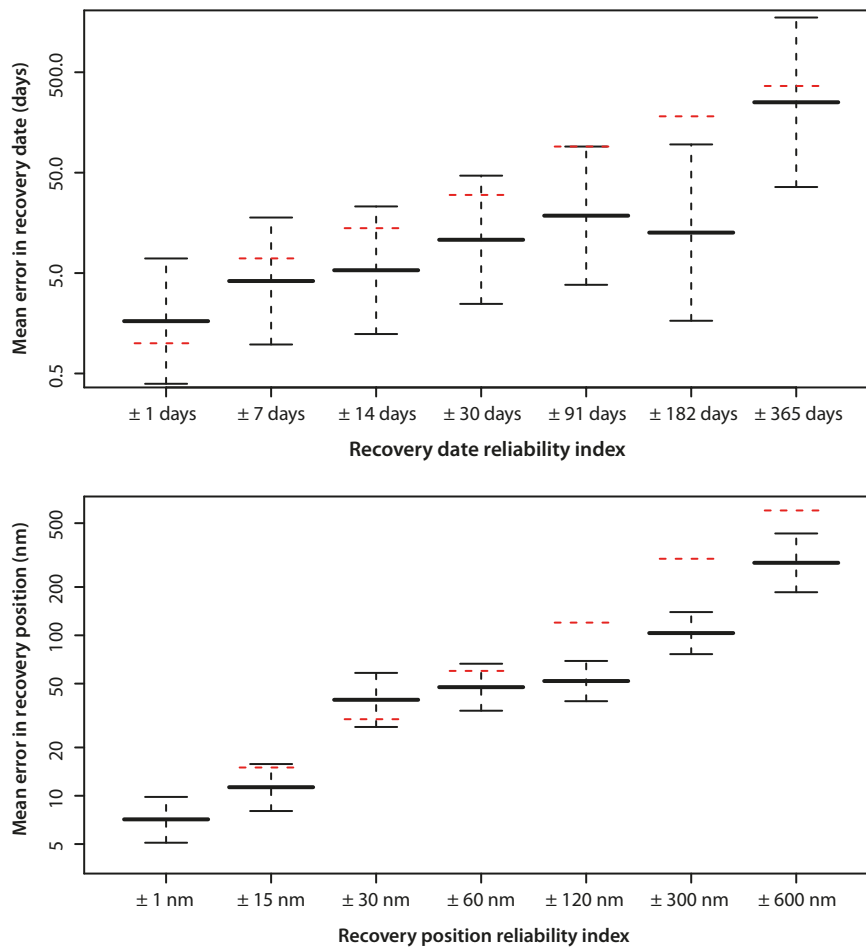 Mean error in recovery date (days)
500.0
50.0
5.0
0.5
± 1 days
± 7 days
± 14 days
± 30 days
± 91 days
± 182 days
± 365 days
Recovery date reliability index
Mean error in recovery position (nm)
500
200
100
50
20
10
5
± 1 nm
± 15 nm
± 30 nm
± 60 nm
± 120 nm
± 300 nm
± 600 nm
Recovery position reliability index